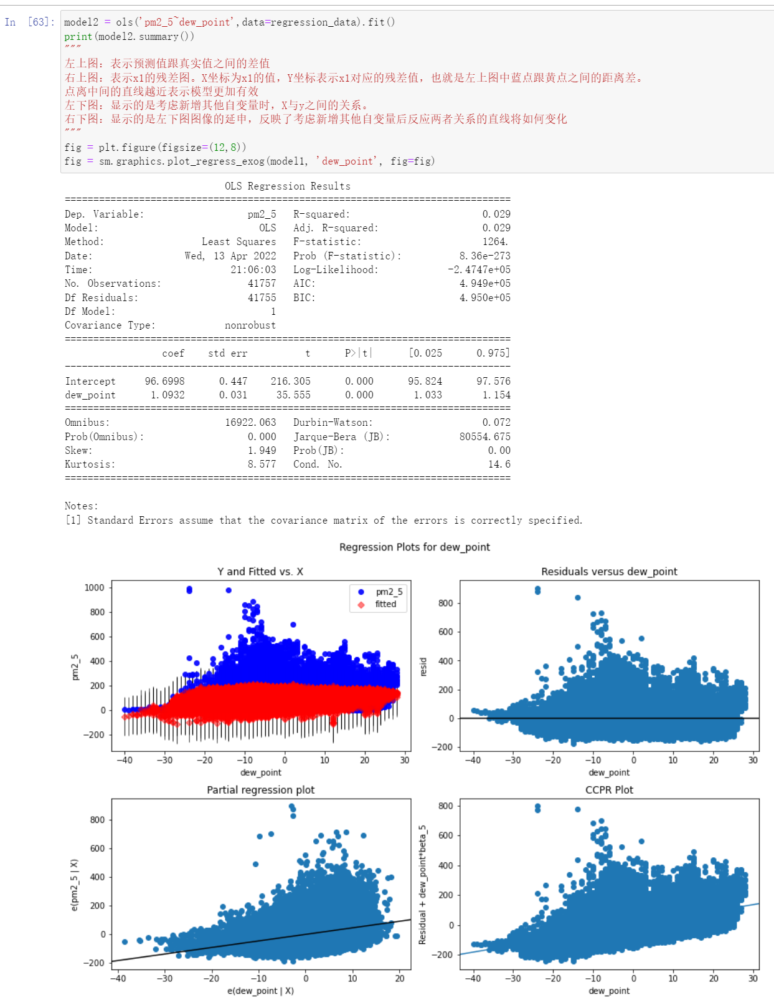 In [63]: model2 = ols('pm2_5~dew_point',data=regression_data).fit()
print(model2.summary())
"""
左上图：表示预测值跟真实值之间的差值
右上图：表示x1的残差图。X坐标为x1的值，Y坐标表示x1对应的残差值，也就是左上图中蓝点跟黄点之间的距离差。
点离中间的直线越近表示模型更加有效
左下图：显示的是考虑新增其他自变量时，X与y之间的关系。
右下图：显示的是左下图图像的延申，反映了考虑新增其他自变量后反应两者关系的直线将如何变化
"""
fig = plt.figure(figsize=(12,8))
fig = sm.graphics.plot_regress_exog(model1, 'dew_point', fig=fig)
OLS Regression Results
==============================================================================
Dep. Variable: pm2_5 R-squared: 0.029
Model: OLS Adj. R-squared: 0.029
Method: Least Squares F-statistic: 1264.
Date: Wed, 13 Apr 2022 Prob (F-statistic): 8.36e-273
Time: 21:06:03 Log-Likelihood: -2.4747e+05
No. Observations: 41757 AIC: 4.949e+05
Df Residuals: 41755 BIC: 4.950e+05
Df Model: 1
Covariance Type: nonrobust
==============================================================================
coef std err t P>|t| [0.025 0.975]
------------------------------------------------------------------------------
Intercept 96.6998 0.447 216.305 0.000 95.824 97.576
dew_point 1.0932 0.031 35.555 0.000 1.033 1.154
==============================================================================
Omnibus: 16922.063 Durbin-Watson: 0.072
Prob(Omnibus): 0.000 Jarque-Bera (JB): 80554.675
Skew: 1.949 Prob(JB): 0.00
Kurtosis: 8.577 Cond. No. 14.6
==============================================================================
Notes:
[1] Standard Errors assume that the covariance matrix of the errors is correctly specified.
Regression Plots for dew_point
Y and Fitted vs. X
pm2_5
fitted
1000
800
600
400
200
0
−200
pm2_5
−40 −30 −20 −10 0 10 20 30
dew_point
Residuals versus dew_point
800
600
400
200
0
−200
resid
−40 −30 −20 −10 0 10 20 30
dew_point
Partial regression plot
800
600
400
200
0
−200
e(pm2_5 | X)
−40 −30 −20 −10 0 10 20
e(dew_point | X)
CCPR Plot
800
600
400
200
0
−200
Residual + dew_point*beta_5
−40 −30 −20 −10 0 10 20 30
dew_point